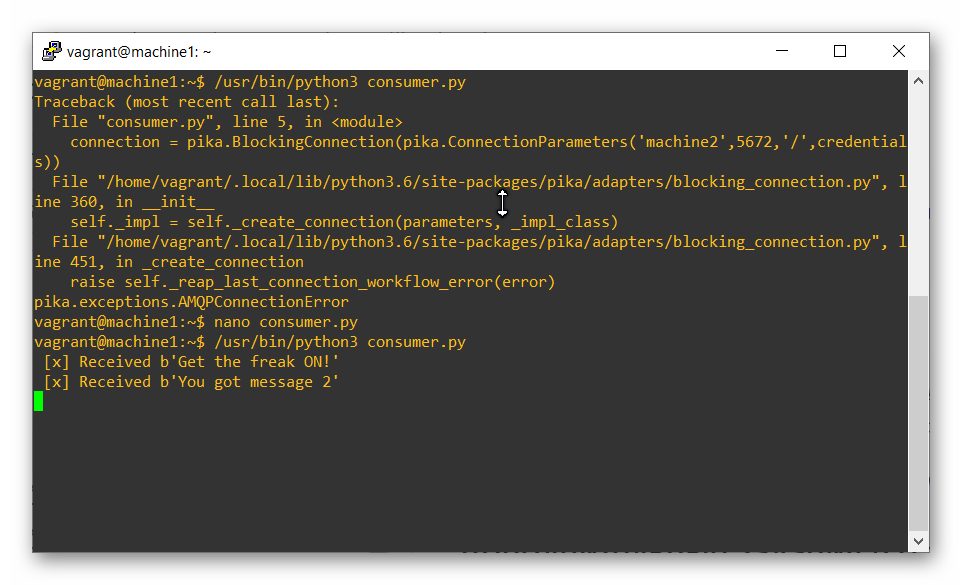 vagrant@machine1: ~
vagrant@machine1:~$ /usr/bin/python3 consumer.py
Traceback (most recent call last):
  File "consumer.py", line 5, in <module>
    connection = pika.BlockingConnection(pika.ConnectionParameters('machine2',5672,'/',credential
s))
  File "/home/vagrant/.local/lib/python3.6/site-packages/pika/adapters/blocking_connection.py", l
ine 360, in __init__
    self._impl = self._create_connection(parameters, _impl_class)
  File "/home/vagrant/.local/lib/python3.6/site-packages/pika/adapters/blocking_connection.py", l
ine 451, in _create_connection
    raise self._reap_last_connection_workflow_error(error)
pika.exceptions.AMQPConnectionError
vagrant@machine1:~$ nano consumer.py
vagrant@machine1:~$ /usr/bin/python3 consumer.py
 [x] Received b'Get the freak ON!'
 [x] Received b'You got message 2'